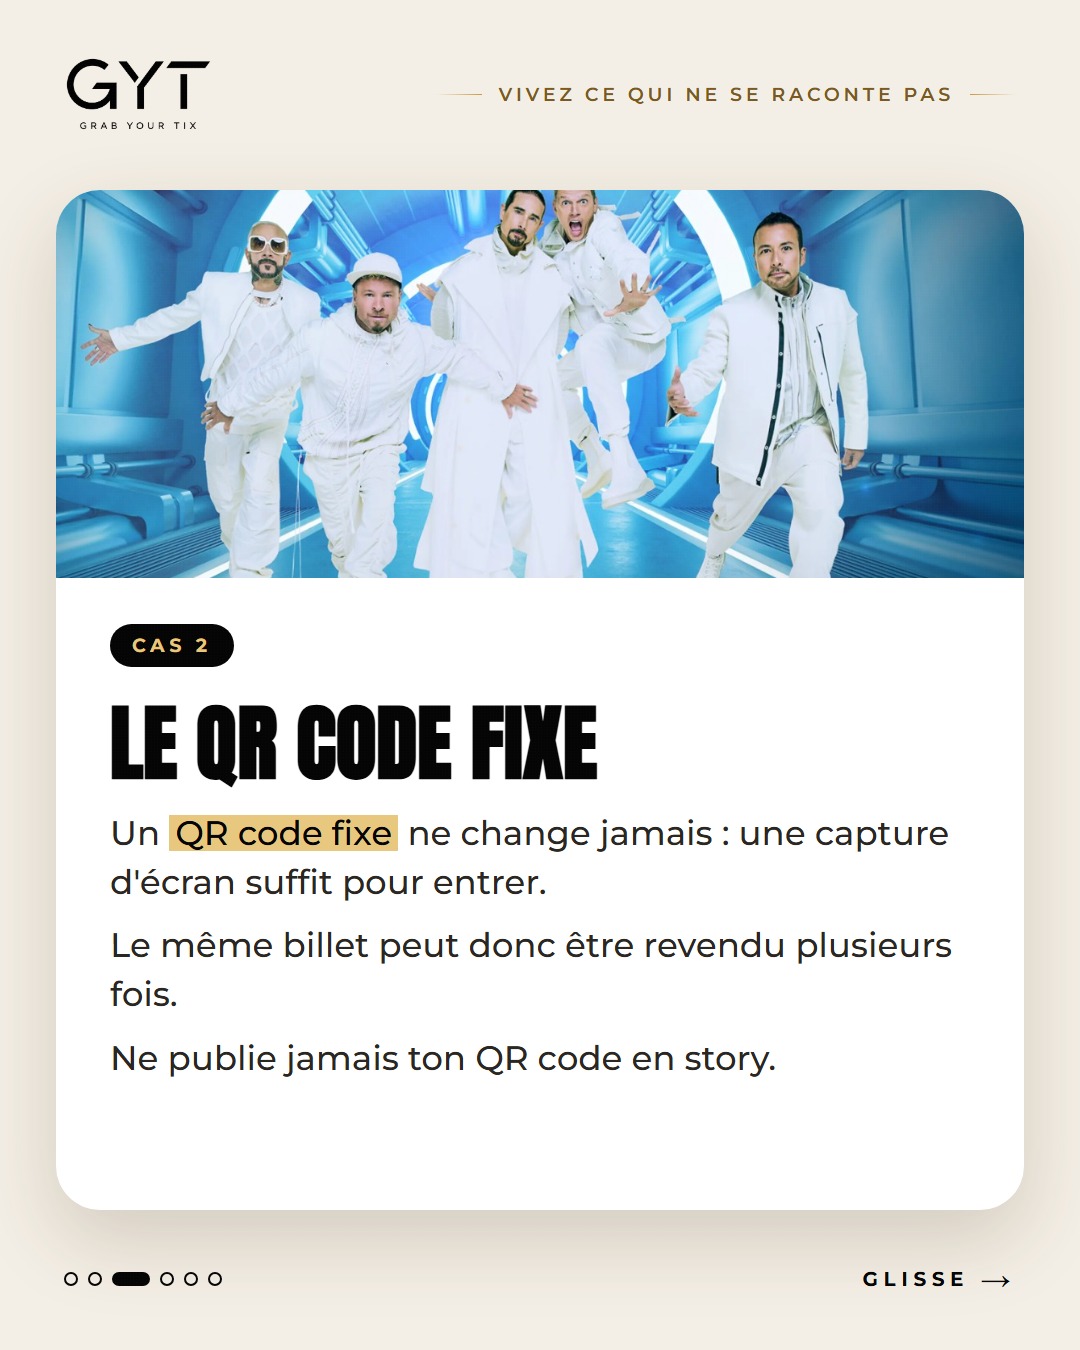 GYT
GRAB YOUR TIX
VIVEZ CE QUI NE SE RACONTE PAS
CAS 2
LE QR CODE FIXE
Un QR code fixe ne change jamais : une capture
d'écran suffit pour entrer.
Le même billet peut donc être revendu plusieurs
fois.
Ne publie jamais ton QR code en story.
GLISSE →